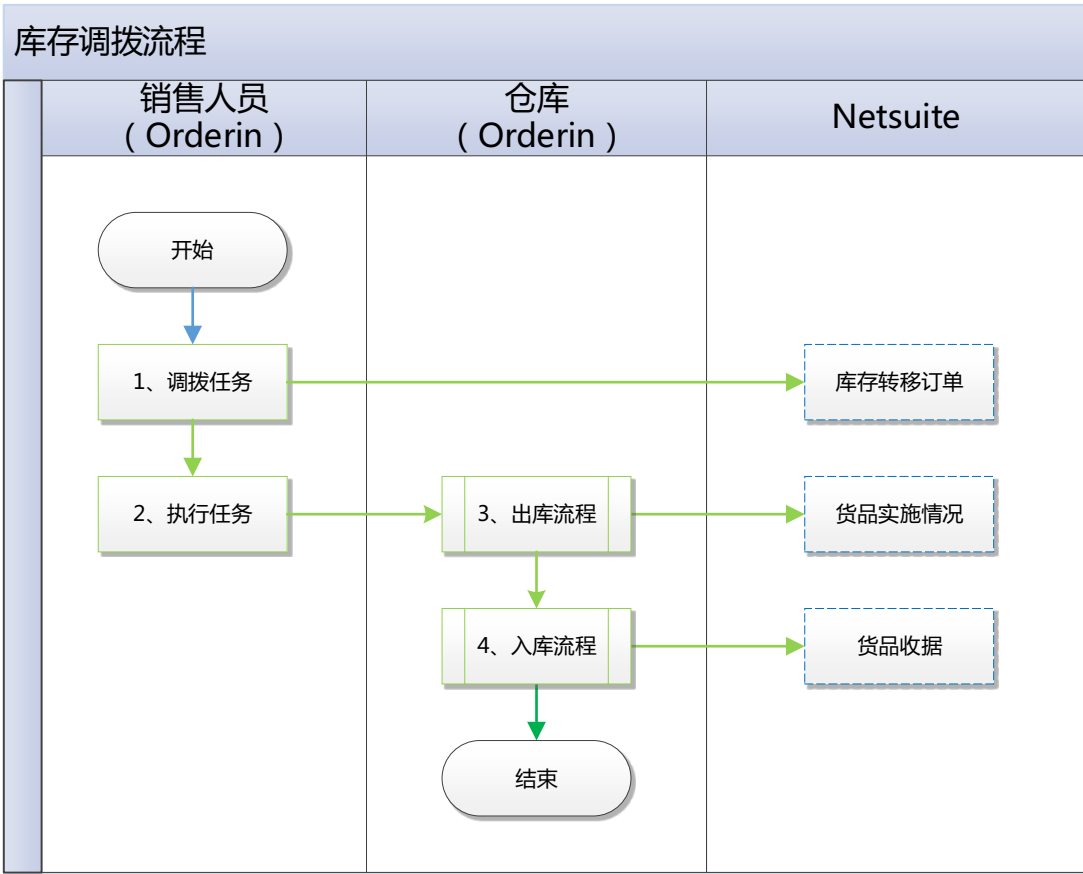 库存调拨流程
销售人员
（Orderin）
仓库
（Orderin）
Netsuite
开始
1、调拨任务
库存转移订单
2、执行任务
3、出库流程
货品实施情况
4、入库流程
货品收据
结束